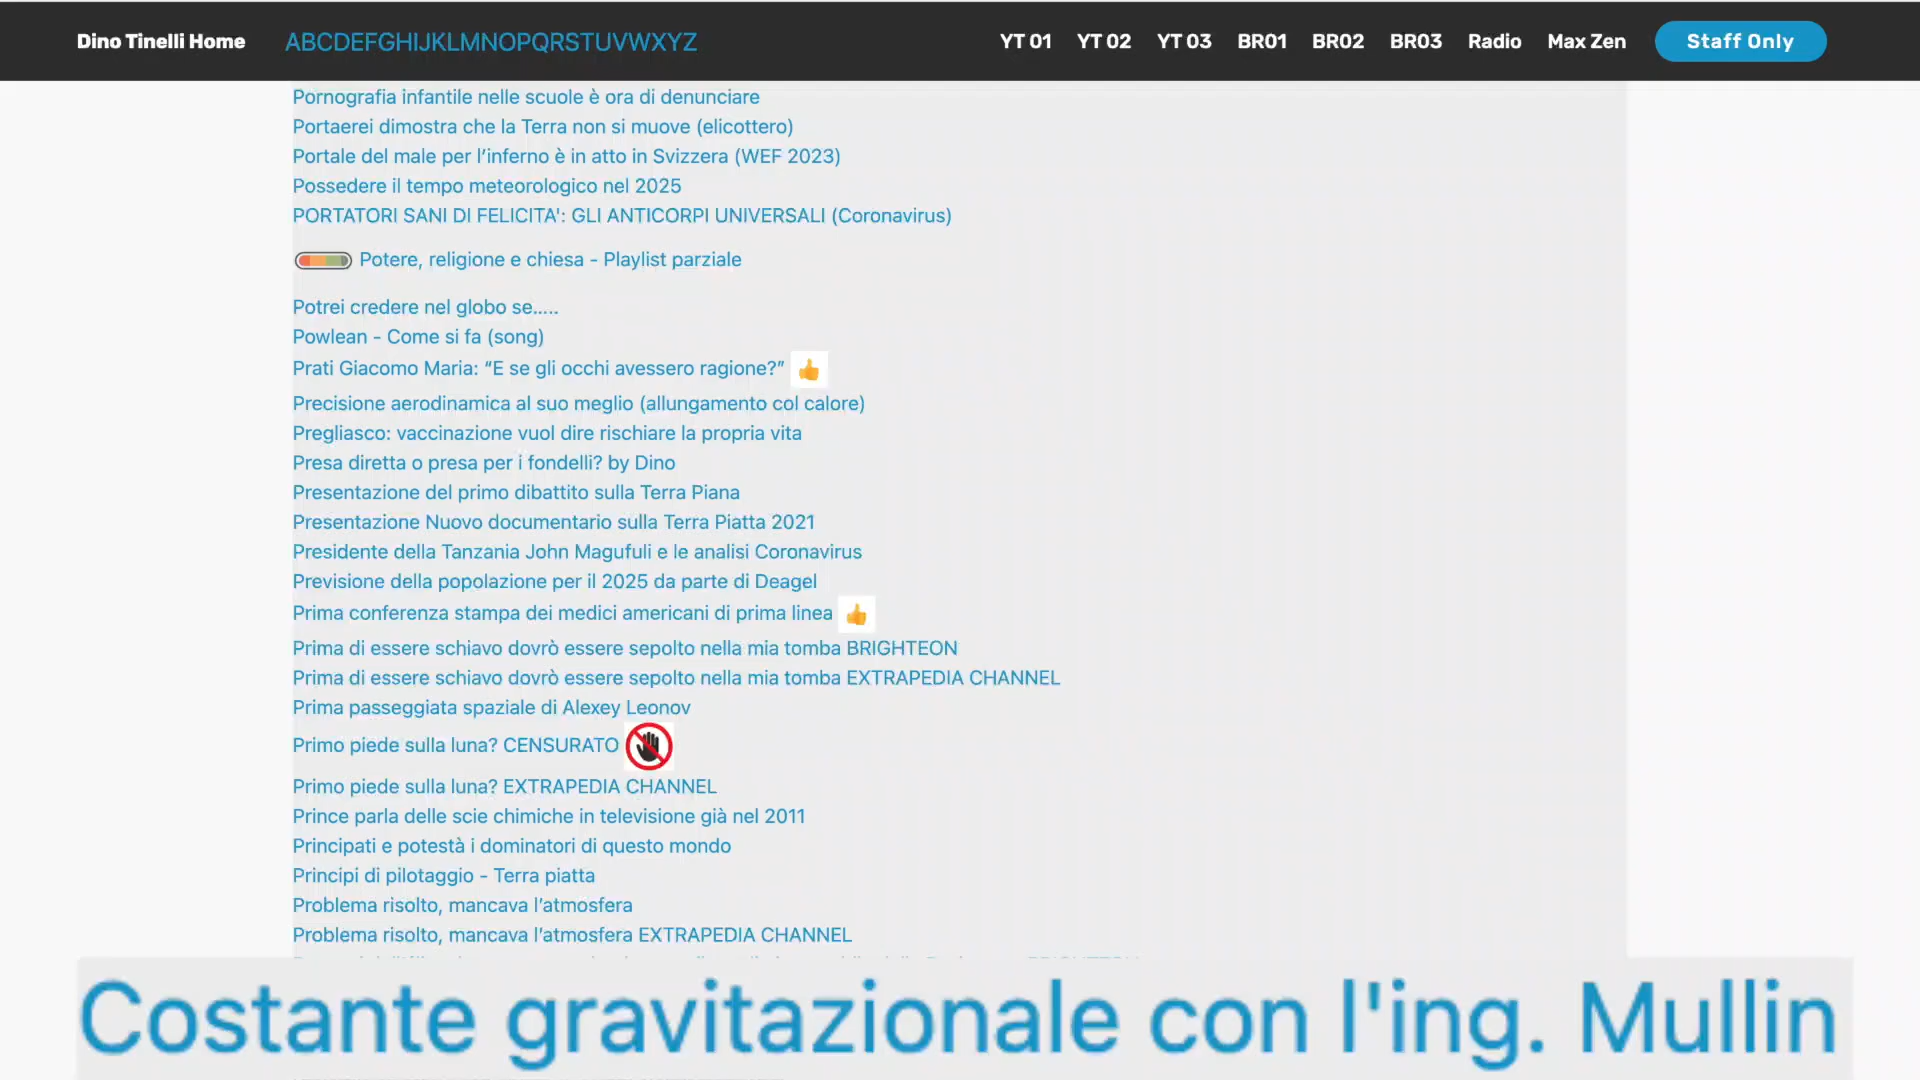 Dino Tinelli Home ABCDEFGHIJKLMNOPQRSTUVWXYZ YT 01 YT 02 YT 03 BR01 BR02 BR03 Radio Max Zen Staff Only
Pornografia infantile nelle scuole è ora di denunciare
Portaerei dimostra che la Terra non si muove (elicottero)
Portale del male per l’inferno è in atto in Svizzera (WEF 2023)
Possedere il tempo meteorologico nel 2025
PORTATORI SANI DI FELICITA': GLI ANTICORPI UNIVERSALI (Coronavirus)
Potere, religione e chiesa - Playlist parziale
Potrei credere nel globo se.....
Powlean - Come si fa (song)
Prati Giacomo Maria: “E se gli occhi avessero ragione?”
Precisione aerodinamica al suo meglio (allungamento col calore)
Pregliasco: vaccinazione vuol dire rischiare la propria vita
Presa diretta o presa per i fondelli? by Dino
Presentazione del primo dibattito sulla Terra Piana
Presentazione Nuovo documentario sulla Terra Piatta 2021
Presidente della Tanzania John Magufuli e le analisi Coronavirus
Previsione della popolazione per il 2025 da parte di Deagel
Prima conferenza stampa dei medici americani di prima linea
Prima di essere schiavo dovrò essere sepolto nella mia tomba BRIGHTEON
Prima di essere schiavo dovrò essere sepolto nella mia tomba EXTRAPEDIA CHANNEL
Prima passeggiata spaziale di Alexey Leonov
Primo piede sulla luna? CENSURATO
Primo piede sulla luna? EXTRAPEDIA CHANNEL
Prince parla delle scie chimiche in televisione già nel 2011
Principati e potestà i dominatori di questo mondo
Principi di pilotaggio - Terra piatta
Problema risolto, mancava l’atmosfera
Problema risolto, mancava l’atmosfera EXTRAPEDIA CHANNEL
Costante gravitazionale con l'ing. Mullin